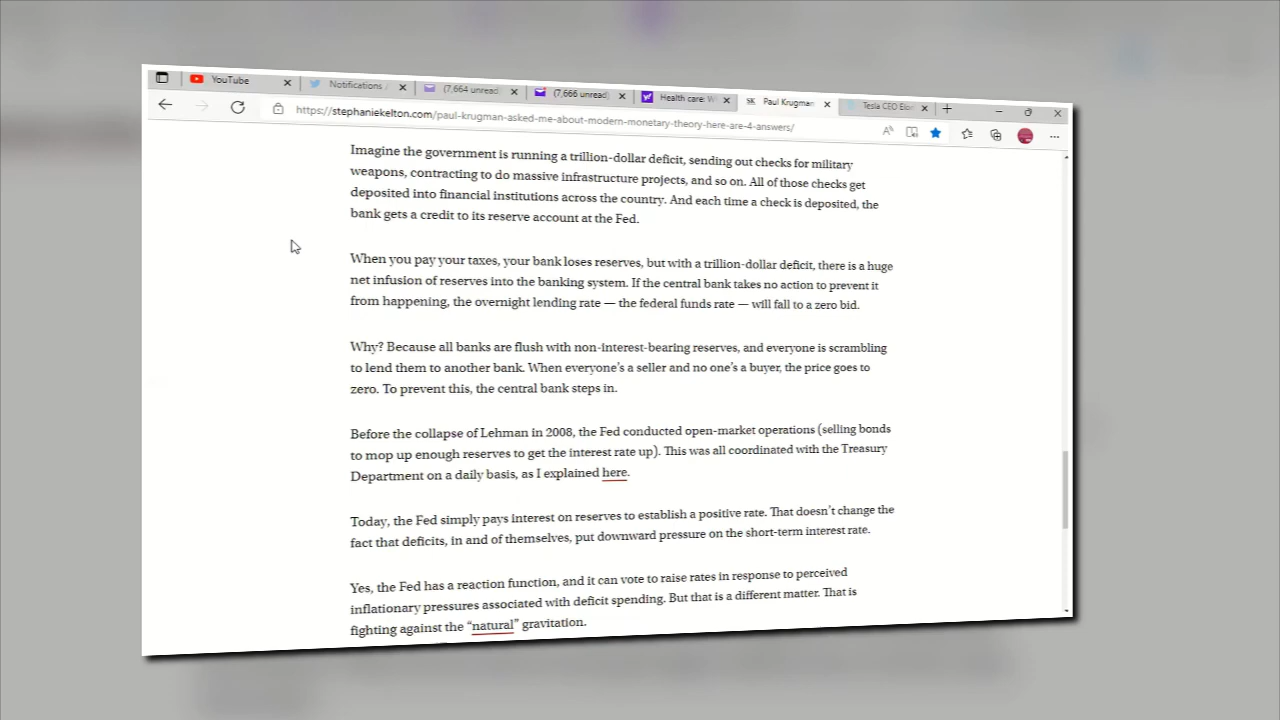 YouTube
Notifications /
(7,664 unread)
(7,666 unread)
Health care: W
SK Paul Krugman
Tesla CEO Elon
https://stephaniekelton.com/paul-krugman-asked-me-about-modern-monetary-theory-here-are-4-answers/
Imagine the government is running a trillion-dollar deficit, sending out checks for military
weapons, contracting to do massive infrastructure projects, and so on. All of those checks get
deposited into financial institutions across the country. And each time a check is deposited, the
bank gets a credit to its reserve account at the Fed.
When you pay your taxes, your bank loses reserves, but with a trillion-dollar deficit, there is a huge
net infusion of reserves into the banking system. If the central bank takes no action to prevent it
from happening, the overnight lending rate — the federal funds rate — will fall to a zero bid.
Why? Because all banks are flush with non-interest-bearing reserves, and everyone is scrambling
to lend them to another bank. When everyone's a seller and no one's a buyer, the price goes to
zero. To prevent this, the central bank steps in.
Before the collapse of Lehman in 2008, the Fed conducted open-market operations (selling bonds
to mop up enough reserves to get the interest rate up). This was all coordinated with the Treasury
Department on a daily basis, as I explained here.
Today, the Fed simply pays interest on reserves to establish a positive rate. That doesn't change the
fact that deficits, in and of themselves, put downward pressure on the short-term interest rate.
Yes, the Fed has a reaction function, and it can vote to raise rates in response to perceived
inflationary pressures associated with deficit spending. But that is a different matter. That is
fighting against the “natural” gravitation.